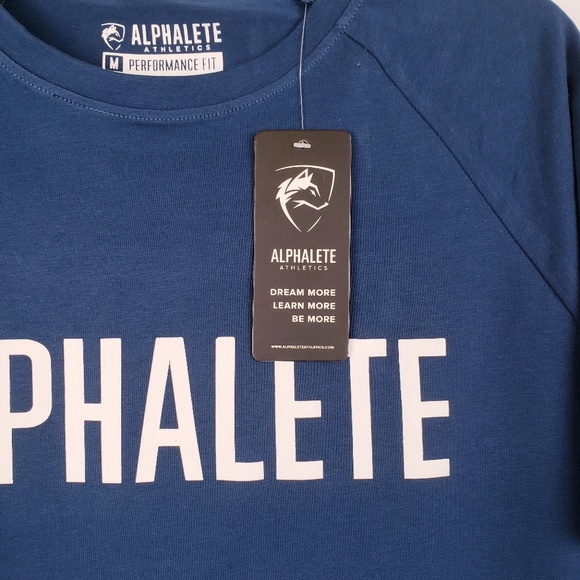 ALPHALETE
ATHLETICS
M PERFORMANCE FIT
ALPHALETE
ATHLETICS
DREAM MORE
LEARN MORE
BE MORE
WWW.ALPHALETEATHLETICS.COM
PHALETE